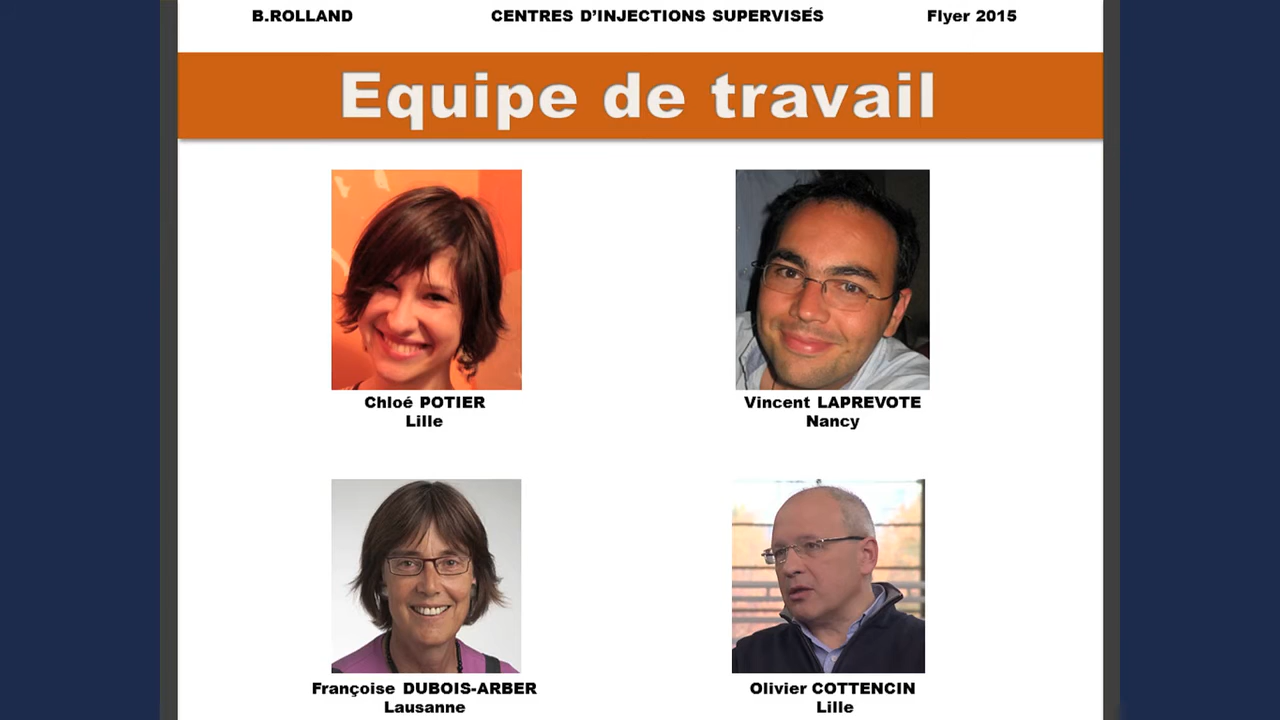 B.ROLLAND CENTRES D’INJECTIONS SUPERVISÉS Flyer 2015
Equipe de travail
Chloé POTIER
Lille
Vincent LAPREVOTE
Nancy
Françoise DUBOIS-ARBER
Lausanne
Olivier COTTENCIN
Lille